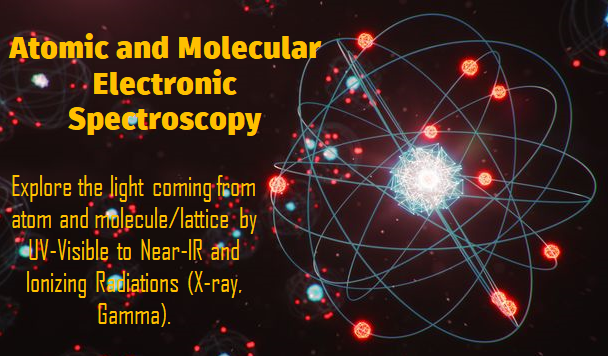 Atomic and Molecular
Electronic
Spectroscopy
Explore the light coming from
atom and molecule/lattice by
UV-Visible to Near-IR and
Ionizing Radiations (X-ray,
Gamma).